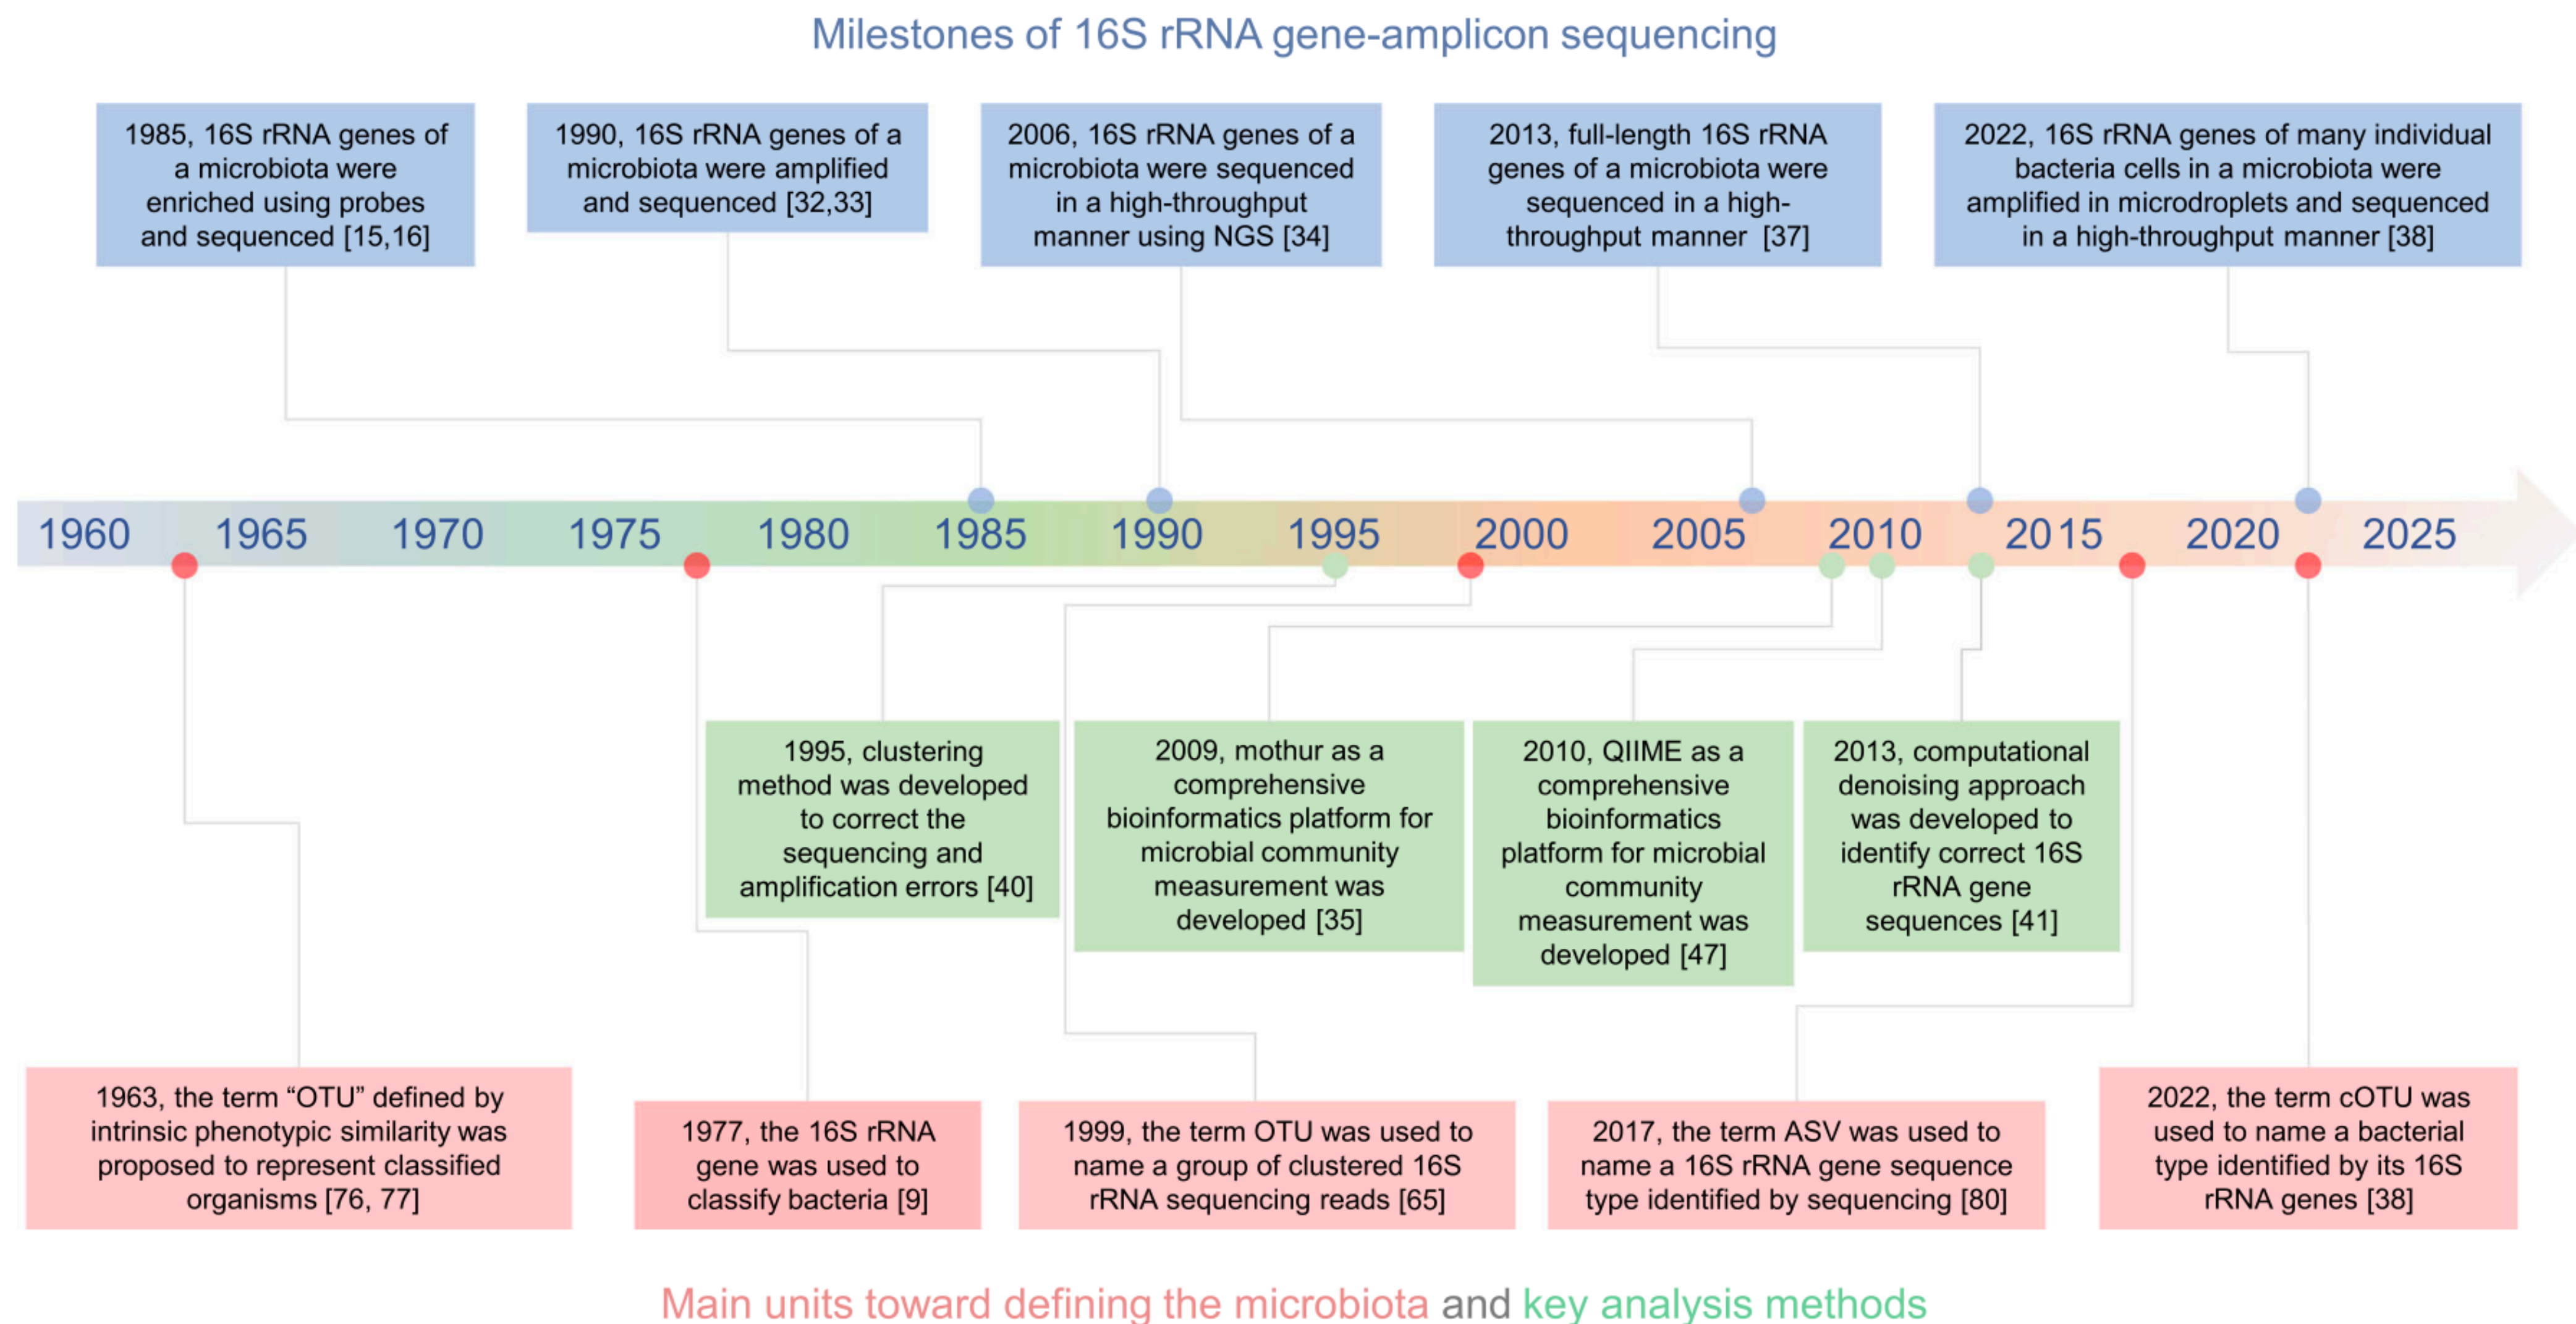 Milestones of 16S rRNA gene-amplicon sequencing
1985, 16S rRNA genes of
a microbiota were
enriched using probes
and sequenced [15,16]
1990, 16S rRNA genes of a
microbiota were amplified
and sequenced [32,33]
2006, 16S rRNA genes of a
microbiota were sequenced
in a high-throughput
manner using NGS [34]
2013, full-length 16S rRNA
genes of a microbiota were
sequenced in a high-
throughput manner [37]
2022, 16S rRNA genes of many individual
bacteria cells in a microbiota were
amplified in microdroplets and sequenced
in a high-throughput manner [38]
1960 1965 1970 1975 1980 1985 1990 1995 2000 2005 2010 2015 2020 2025
1995, clustering
method was developed
to correct the
sequencing and
amplification errors [40]
2009, mothur as a
comprehensive
bioinformatics platform for
microbial community
measurement was
developed [35]
2010, QIIME as a
comprehensive
bioinformatics
platform for microbial
community
measurement was
developed [47]
2013, computational
denoising approach
was developed to
identify correct 16S
rRNA gene
sequences [41]
1963, the term “OTU” defined by
intrinsic phenotypic similarity was
proposed to represent classified
organisms [76, 77]
1977, the 16S rRNA
gene was used to
classify bacteria [9]
1999, the term OTU was used to
name a group of clustered 16S
rRNA sequencing reads [65]
2017, the term ASV was used to
name a 16S rRNA gene sequence
type identified by sequencing [80]
2022, the term cOTU was
used to name a bacterial
type identified by its 16S
rRNA genes [38]
Main units toward defining the microbiota and key analysis methods